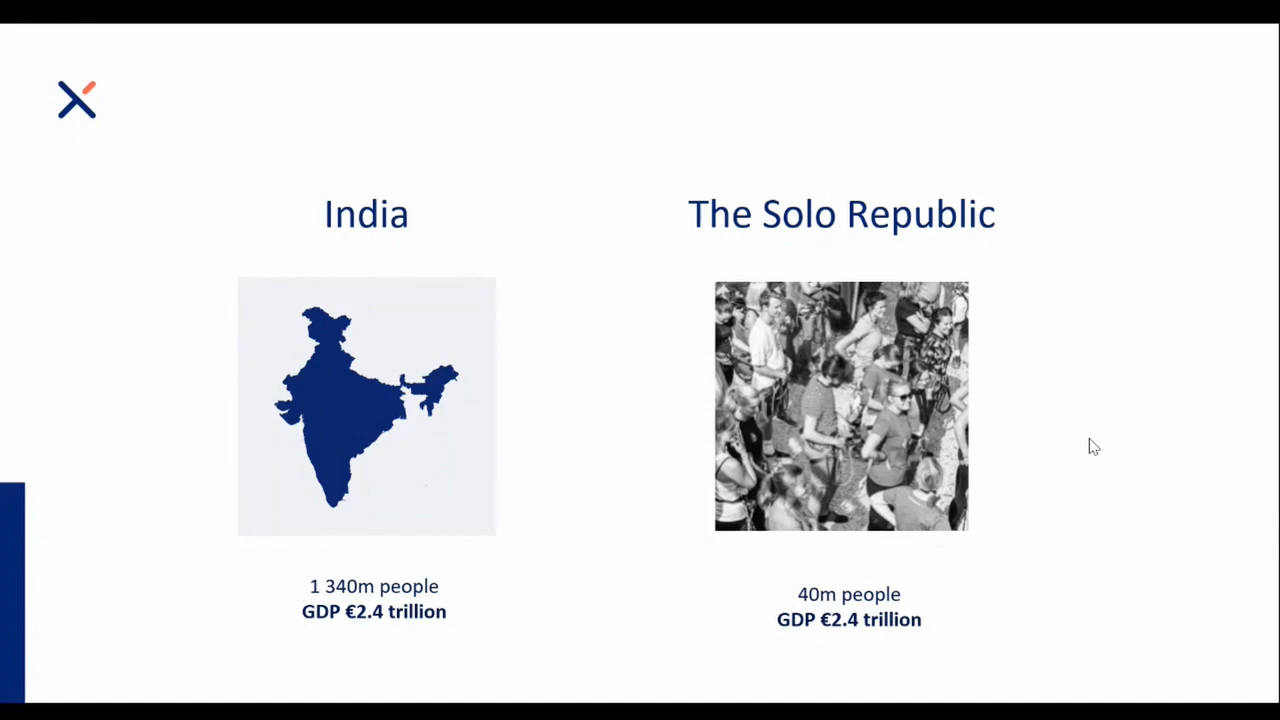 India
The Solo Republic
1 340m people
GDP €2.4 trillion
40m people
GDP €2.4 trillion